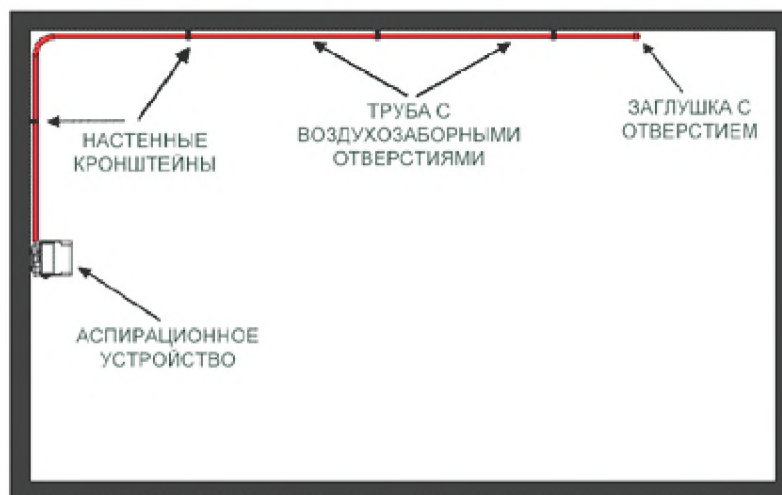 НАСТЕННЫЕ
КРОНШТЕЙНЫ
ТРУБА С
ВОЗДУХОЗАБОРНЫМИ
ОТВЕРСТИЯМИ
ЗАГЛУШКА С
ОТВЕРСТИЕМ
АСПИРАЦИОННОЕ
УСТРОЙСТВО